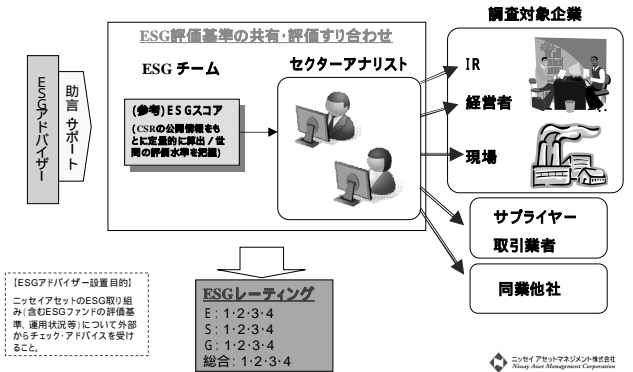 調査対象企業
ESG評価基準の共有・評価すり合わせ
ESG チーム
セクターアナリスト
ESGアドバイザー
助言 サポート
(参考)ESGスコア
(CSRの公開情報をも
とに定量的に算出/世
間の評価水準を把握)
IR
経営者
現場
サプライヤー
取引業者
同業他社
【ESGアドバイザー設置目的】
ニッセイアセットのESG取り組
み(含むESGファンドの評価基
準、運用状況等)について外部
からチェック・アドバイスを受け
ること。
ESGレーティング
E:1・2・3・4
S:1・2・3・4
G:1・2・3・4
総合:1・2・3・4
ニッセイ アセットマネジメント株式会社
Nissay Asset Management Corporation